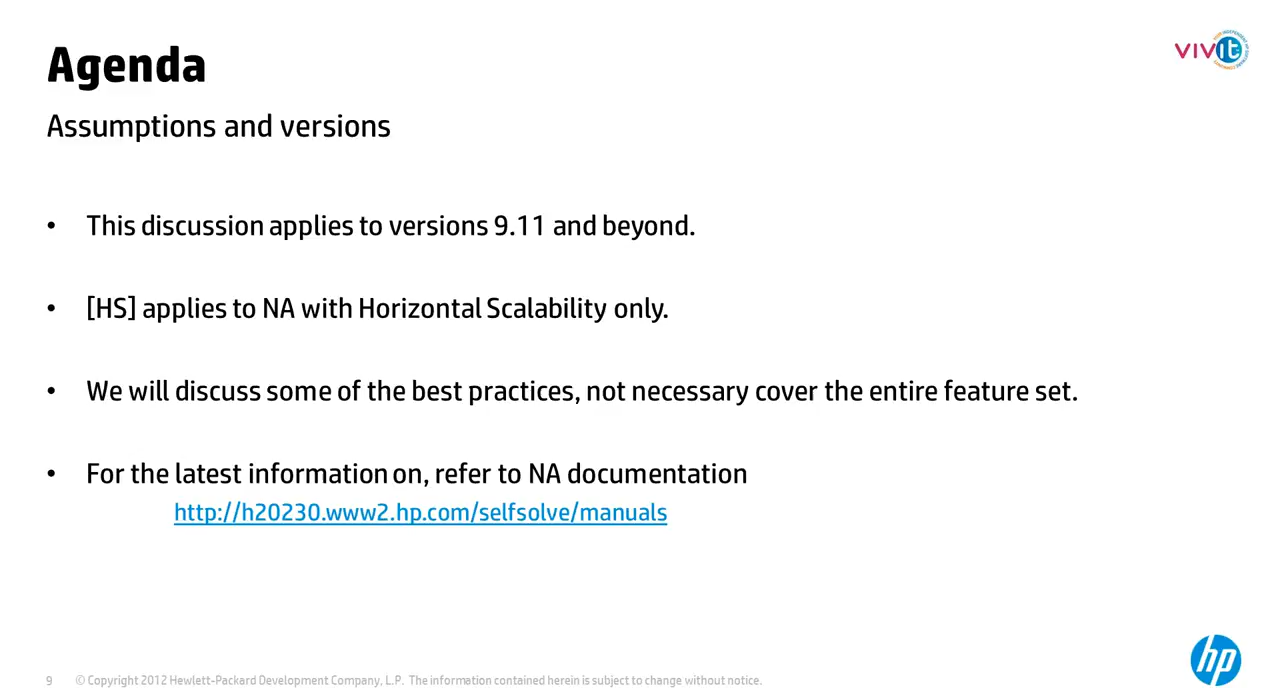 Agenda
VIVIt
Assumptions and versions
• This discussion applies to versions 9.11 and beyond.
• [HS] applies to NA with Horizontal Scalability only.
• We will discuss some of the best practices, not necessary cover the entire feature set.
• For the latest information on, refer to NA documentation
http://h20230.www2.hp.com/selfsolve/manuals
hp
9 © Copyright 2012 Hewlett-Packard Development Company, L.P. The information contained herein is subject to change without notice.